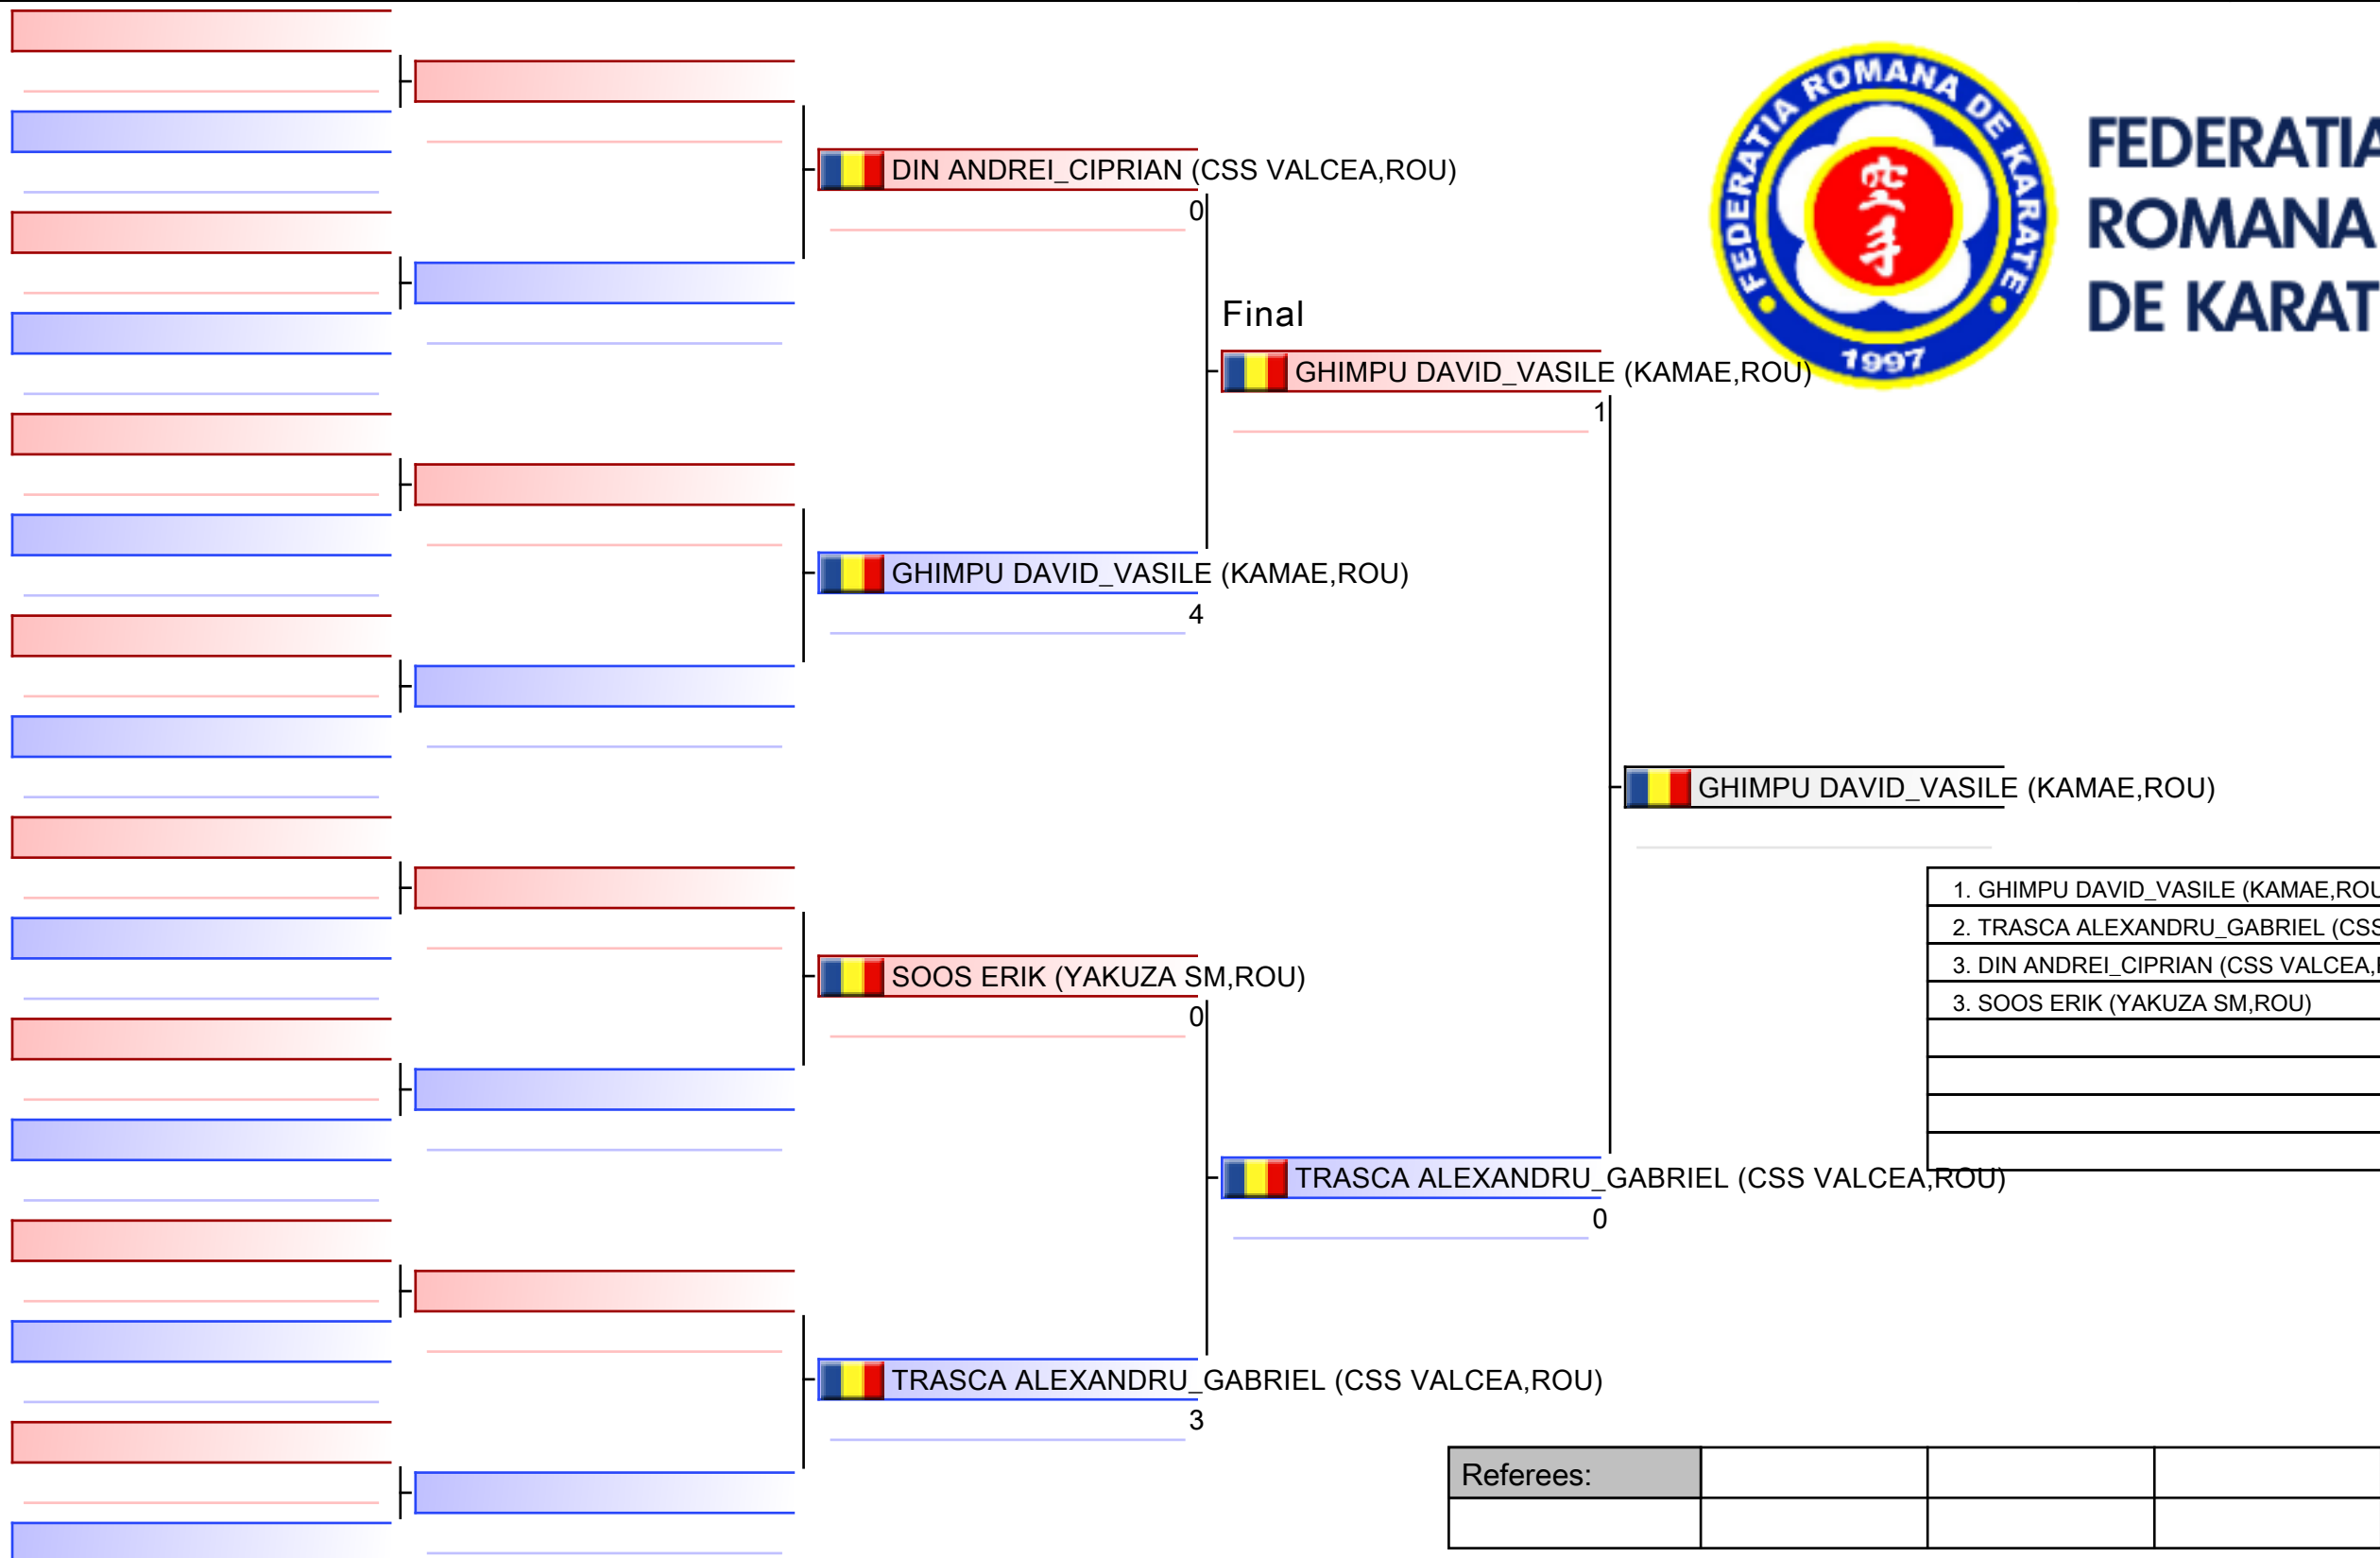 DIN ANDREI_CIPRIAN (CSS VALCEA,ROU)
0
FEDERATIA ROMANA DE KARATE
1997
空手
FEDERATIA
ROMANA
DE KARAT
Final
GHIMPU DAVID_VASILE (KAMAE,ROU)
1
GHIMPU DAVID_VASILE (KAMAE,ROU)
4
GHIMPU DAVID_VASILE (KAMAE,ROU)
1. GHIMPU DAVID_VASILE (KAMAE,ROU
2. TRASCA ALEXANDRU_GABRIEL (CSS
3. DIN ANDREI_CIPRIAN (CSS VALCEA,
3. SOOS ERIK (YAKUZA SM,ROU)
SOOS ERIK (YAKUZA SM,ROU)
0
TRASCA ALEXANDRU_GABRIEL (CSS VALCEA,ROU)
0
TRASCA ALEXANDRU_GABRIEL (CSS VALCEA,ROU)
3
Referees: